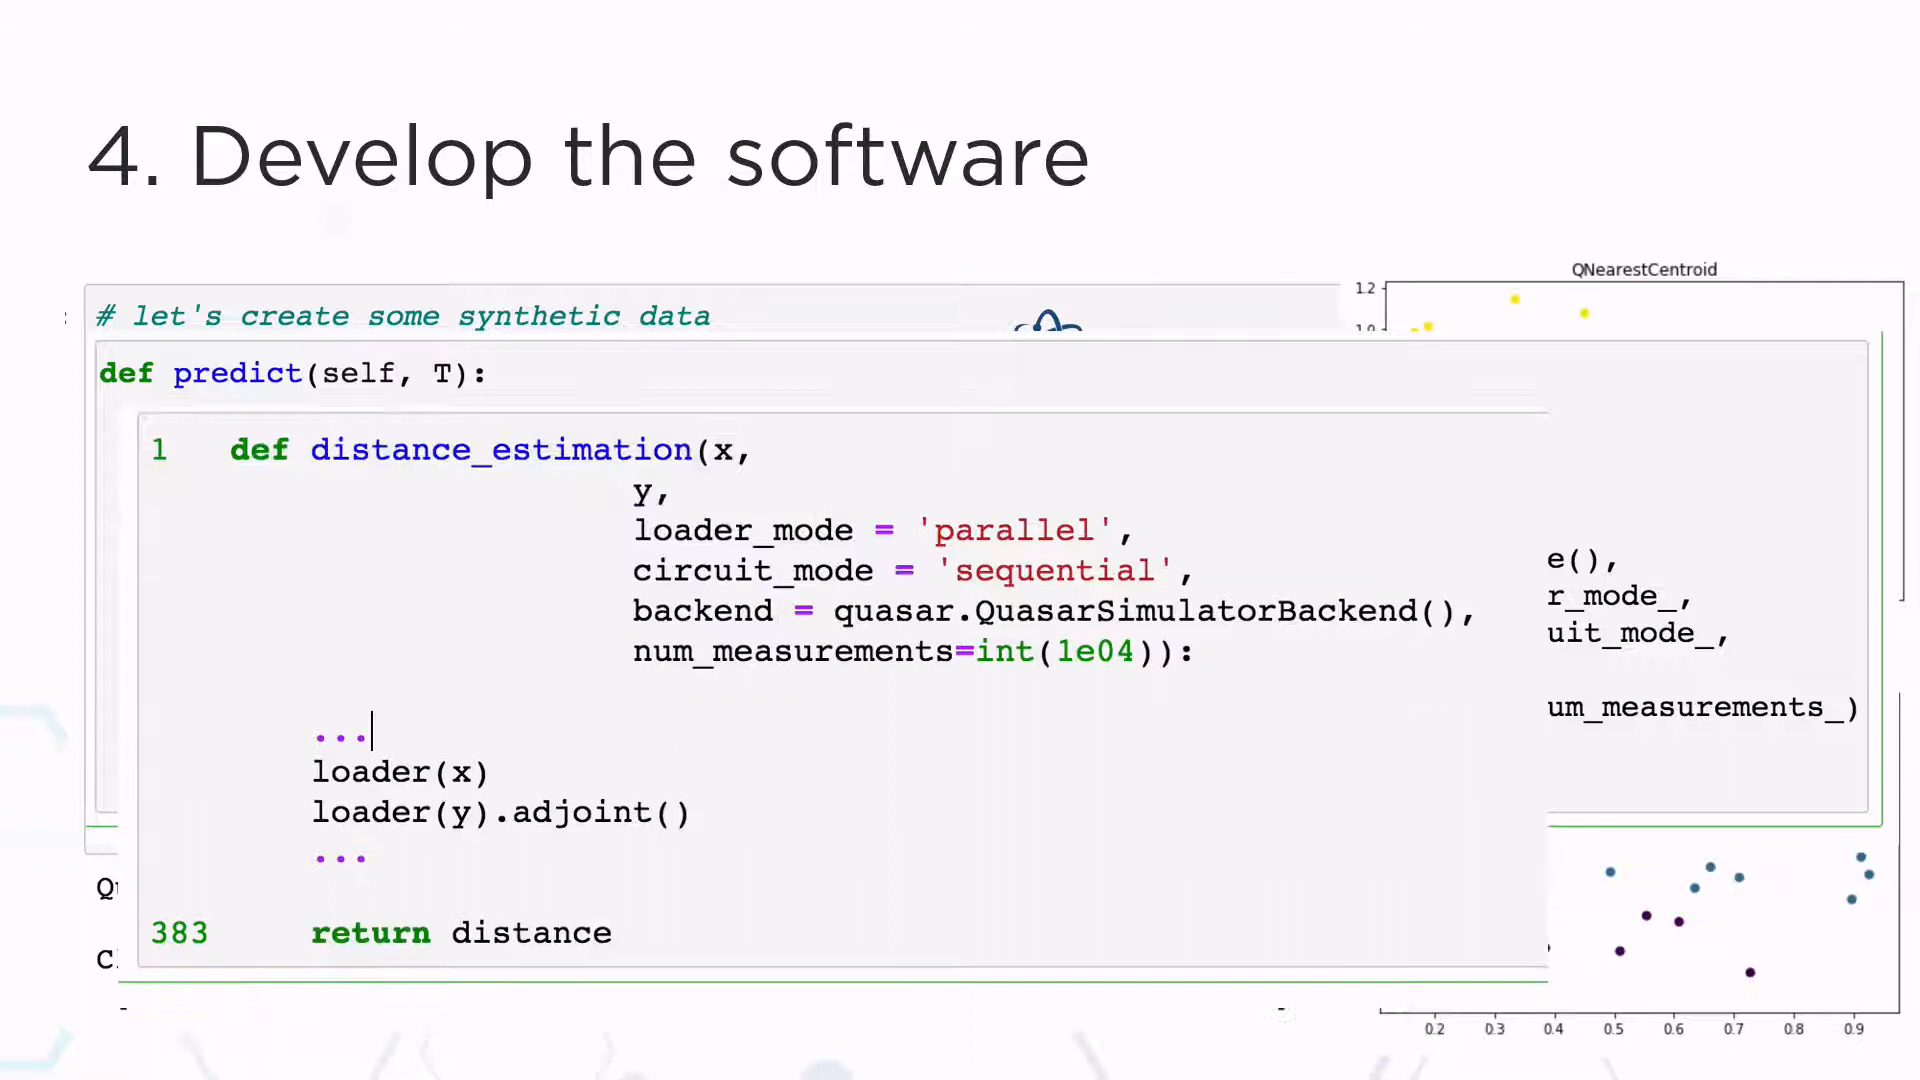 4. Develop the software
QNearestCentroid
1.2
# let's create some synthetic data
def predict(self, T):
1 def distance_estimation(x,
y,
loader_mode = 'parallel',
circuit_mode = 'sequential',
backend = quasar.QuasarSimulatorBackend(),
num_measurements=int(1e04)):
e(),
r_mode_,
uit_mode_,
um_measurements_)
...
loader(x)
loader(y).adjoint()
...
383 return distance
0.2 0.3 0.4 0.5 0.6 0.7 0.8 0.9